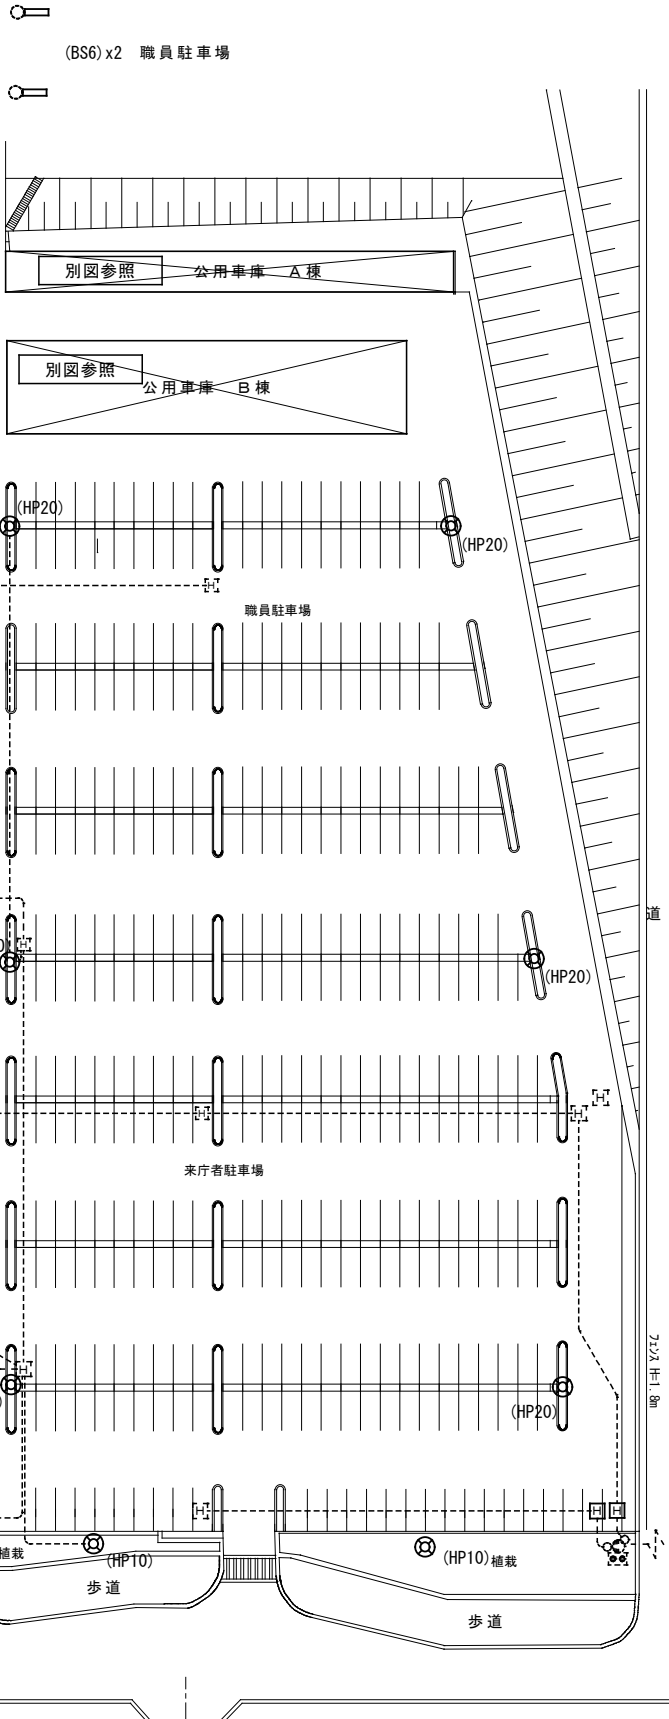 (BS6)x2 職員駐車場
別図参照
公用車庫 A棟
別図参照
公用車庫 B棟
(HP20)
(HP20)
H
職員駐車場
道
H
(HP20)
H
H
H
来庁者駐車場
フェンス H=1.8m
H
(HP20)
H
H
H
植栽
(HP10)
(HP10)植栽
歩道
歩道